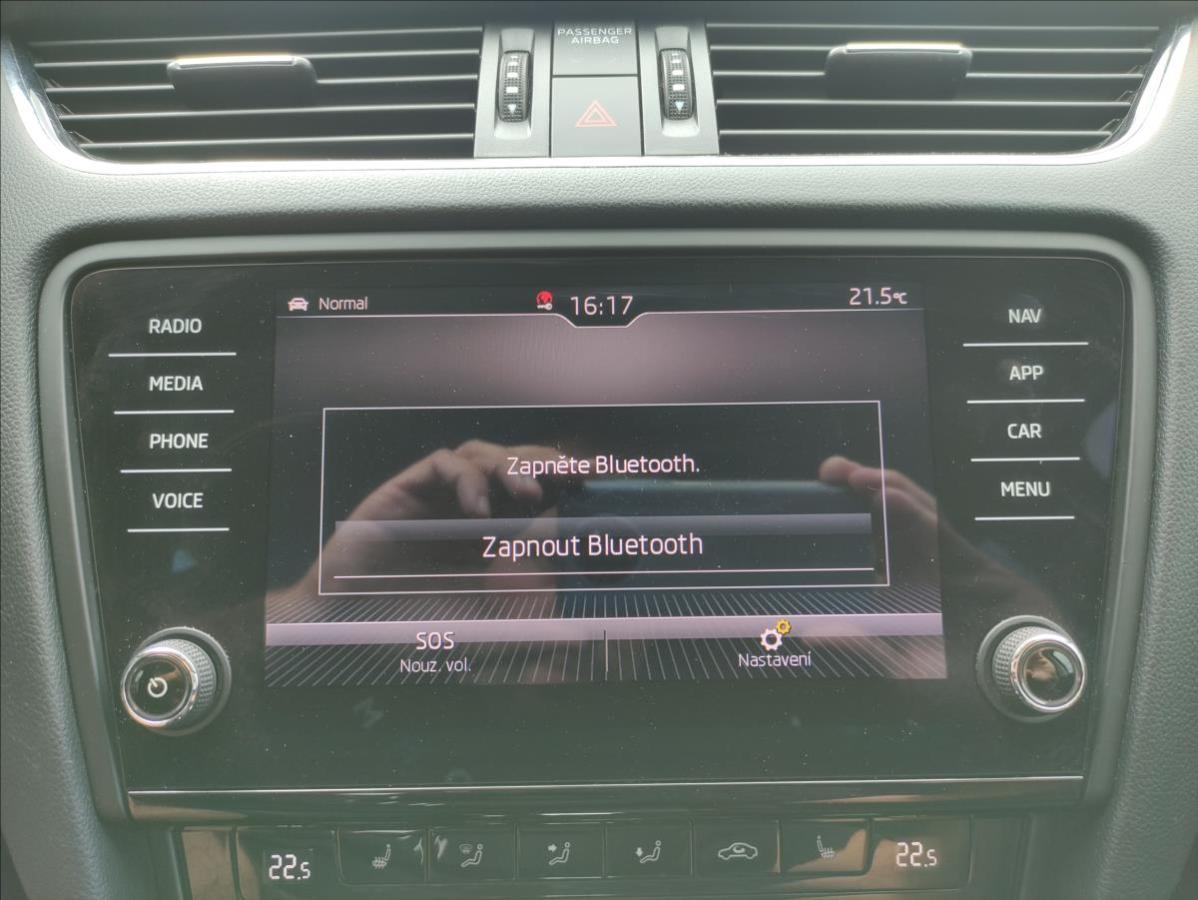 PASSENGER
AIRBAG
Normal
16:17
21.5°C
RADIO
MEDIA
PHONE
VOICE
NAV
APP
CAR
MENU
Zapněte Bluetooth.
Zapnout Bluetooth
SOS
Nouz. vol.
Nastavení
22.5
22.5